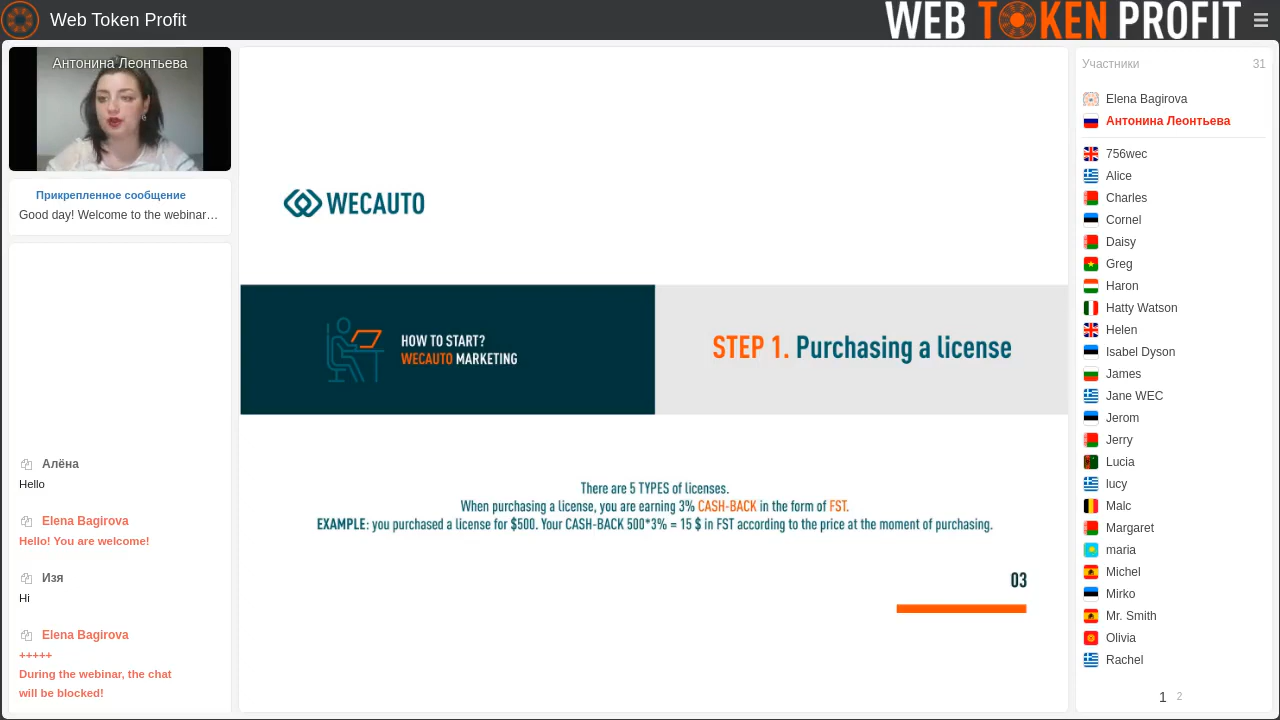 Web Token Profit
WEB TOKEN PROFIT
Антонина Леонтьева
Прикрепленное сообщение
Good day! Welcome to the webinar…
Алёна
Hello
Elena Bagirova
Hello! You are welcome!
Изя
Hi
Elena Bagirova
+++++
During the webinar, the chat
will be blocked!
WECAUTO
HOW TO START?
WECAUTO MARKETING
STEP 1. Purchasing a license
There are 5 TYPES of licenses.
When purchasing a license, you are earning 3% CASH-BACK in the form of FST.
EXAMPLE: you purchased a license for $500. Your CASH-BACK 500*3% = 15 $ in FST according to the price at the moment of purchasing.
03
Участники 31
Elena Bagirova
Антонина Леонтьева
756wec
Alice
Charles
Cornel
Daisy
Greg
Haron
Hatty Watson
Helen
Isabel Dyson
James
Jane WEC
Jerom
Jerry
Lucia
lucy
Malc
Margaret
maria
Michel
Mirko
Mr. Smith
Olivia
Rachel
1 2